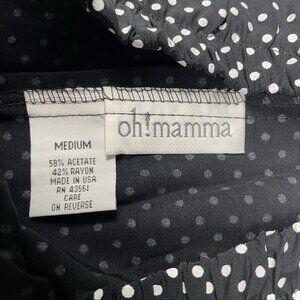 MEDIUM
58% ACETATE
42% RAYON
MADE IN USA
RN 43561
CARE
ON REVERSE
oh!mamma